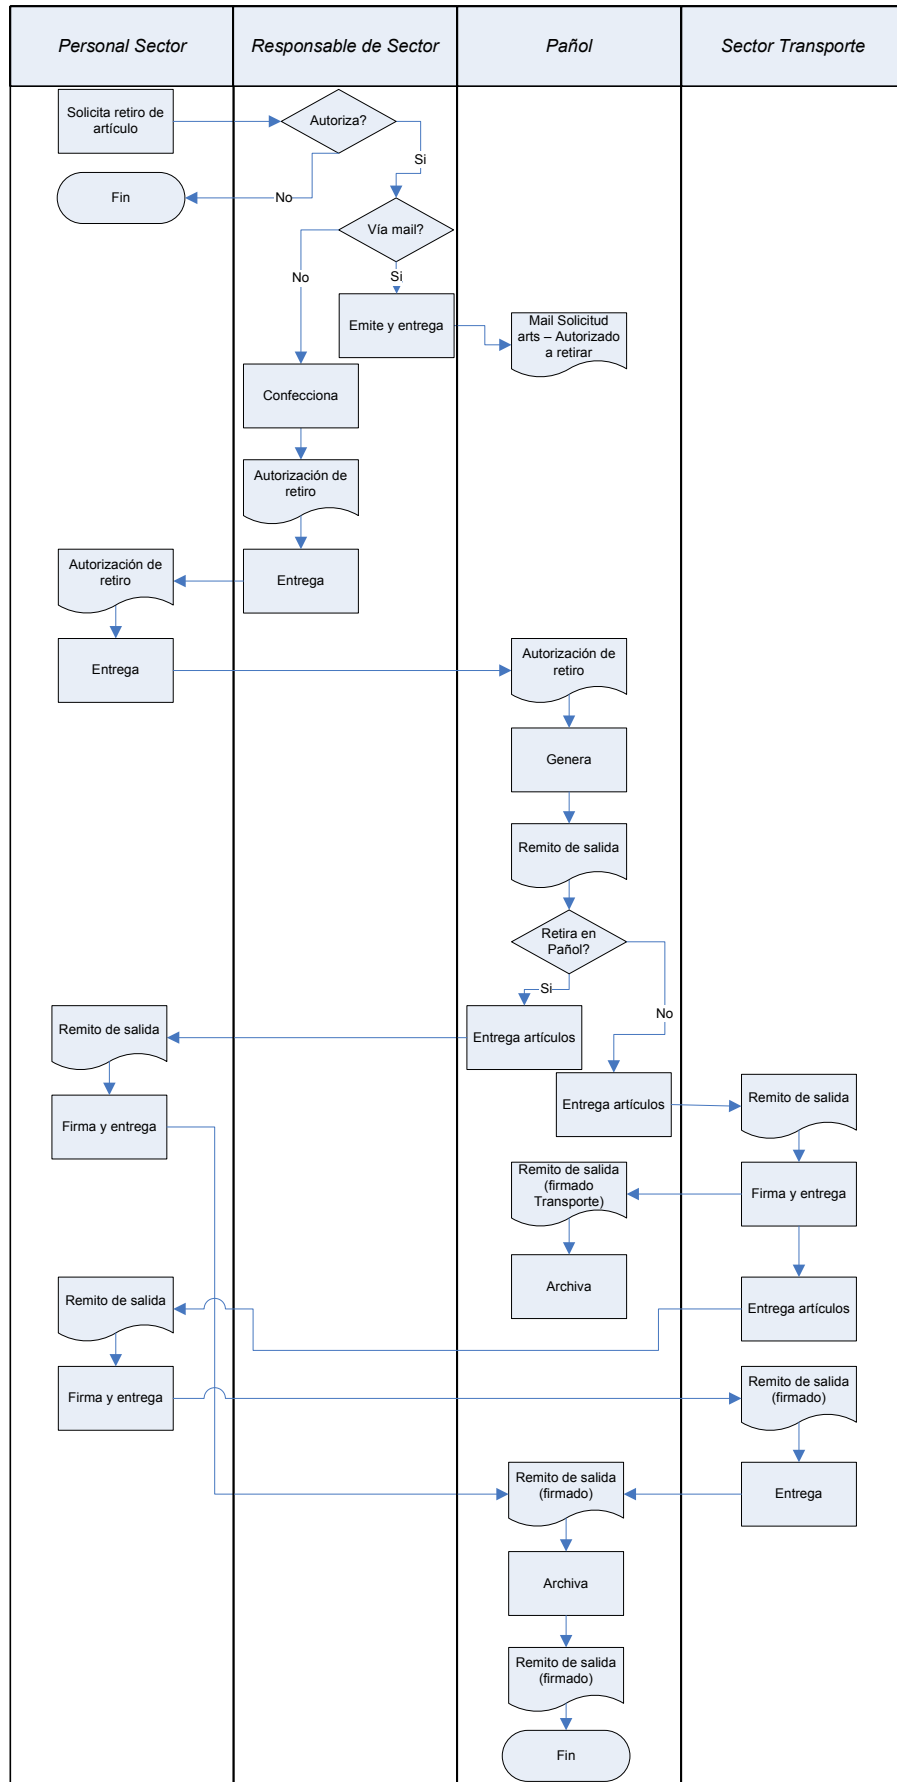 Personal Sector
Responsable de Sector
Pañol
Sector Transporte
Solicita retiro de
artículo
Autoriza?
Si
No
Fin
Vía mail?
No
Si
Emite y entrega
Mail Solicitud
arts – Autorizado
a retirar
Confecciona
Autorización de
retiro
Entrega
Autorización de
retiro
Entrega
Autorización de
retiro
Genera
Remito de salida
Retira en
Pañol?
Si
No
Entrega artículos
Remito de salida
Entrega artículos
Remito de salida
Firma y entrega
Firma y entrega
Remito de salida
(firmado
Transporte)
Archiva
Entrega artículos
Remito de salida
Firma y entrega
Remito de salida
(firmado)
Entrega
Remito de salida
(firmado)
Archiva
Remito de salida
(firmado)
Fin